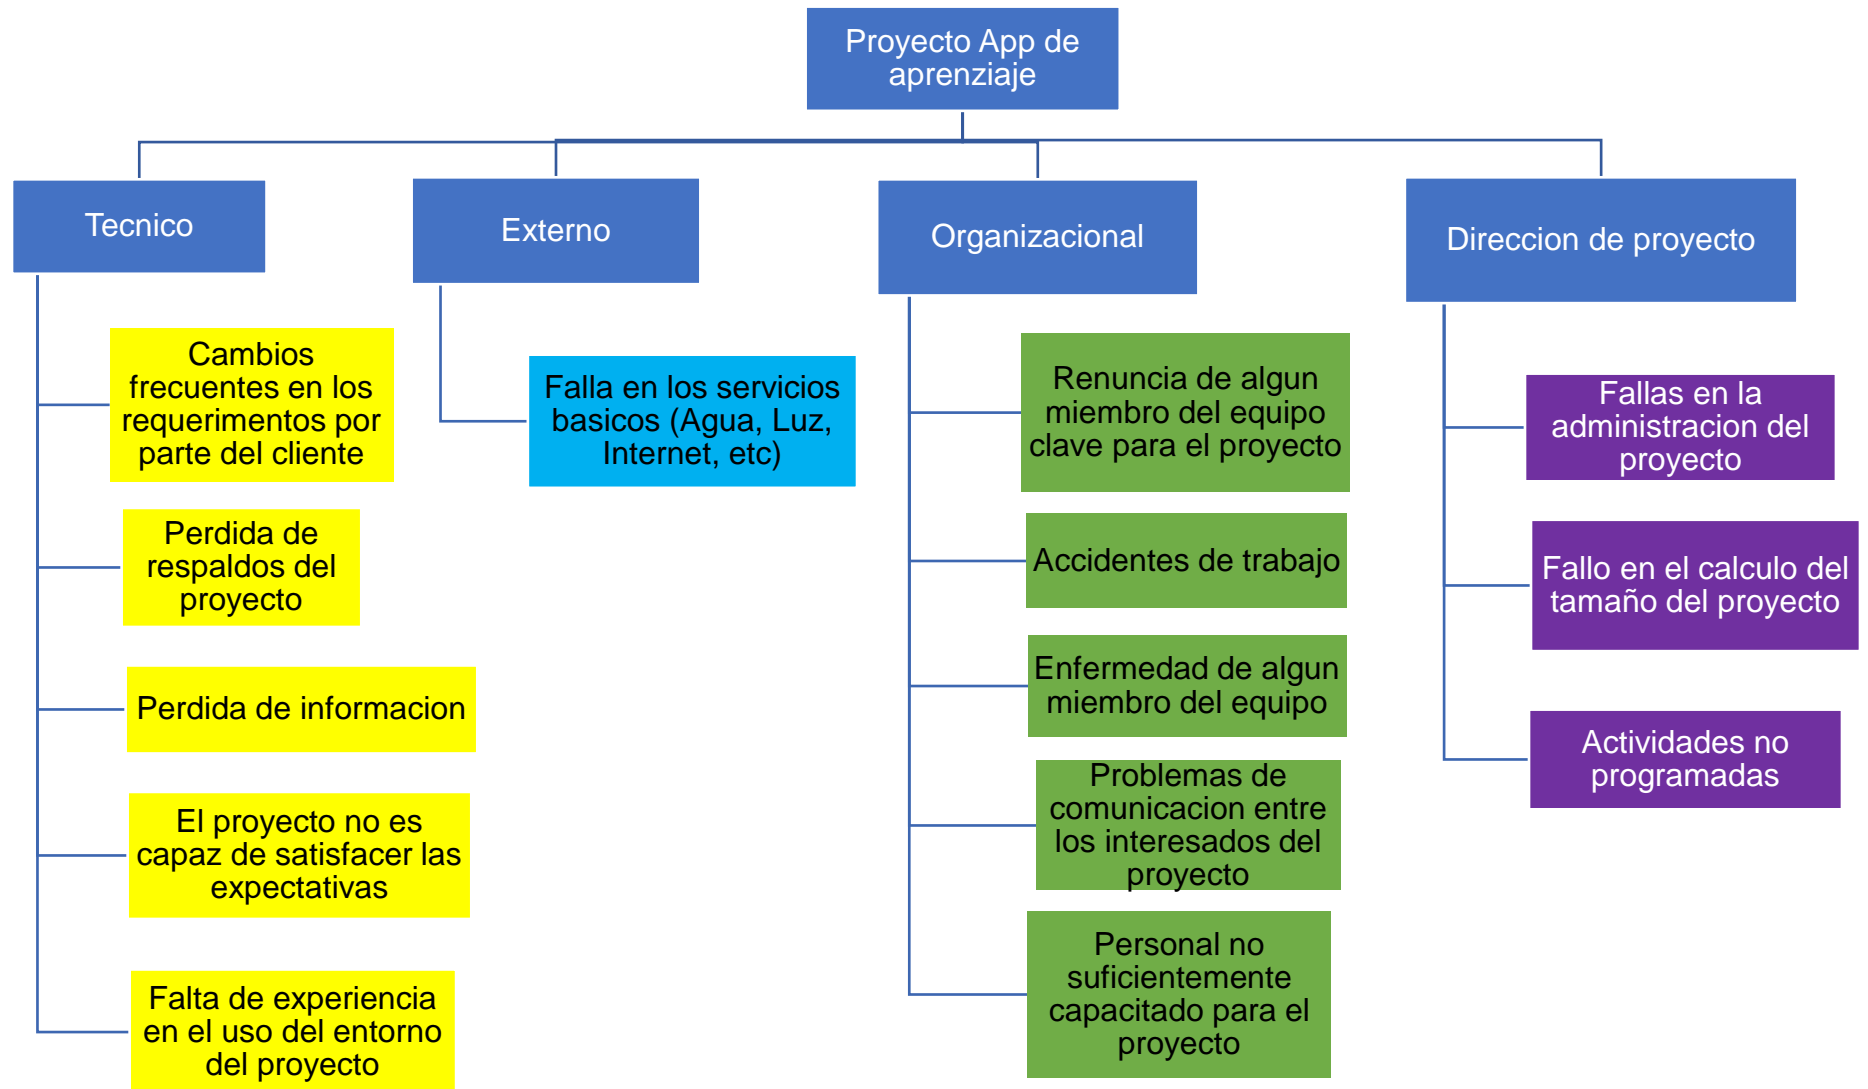 Proyecto App de
aprenziaje
Tecnico
Externo
Organizacional
Direccion de proyecto
Cambios
frecuentes en los
requerimentos por
parte del cliente
Perdida de
respaldos del
proyecto
Perdida de informacion
El proyecto no es
capaz de satisfacer las
expectativas
Falta de experiencia
en el uso del entorno
del proyecto
Falla en los servicios
basicos (Agua, Luz,
Internet, etc)
Renuncia de algun
miembro del equipo
clave para el proyecto
Accidentes de trabajo
Enfermedad de algun
miembro del equipo
Problemas de
comunicacion entre
los interesados del
proyecto
Personal no
suficientemente
capacitado para el
proyecto
Fallas en la
administracion del
proyecto
Fallo en el calculo del
tamaño del proyecto
Actividades no
programadas